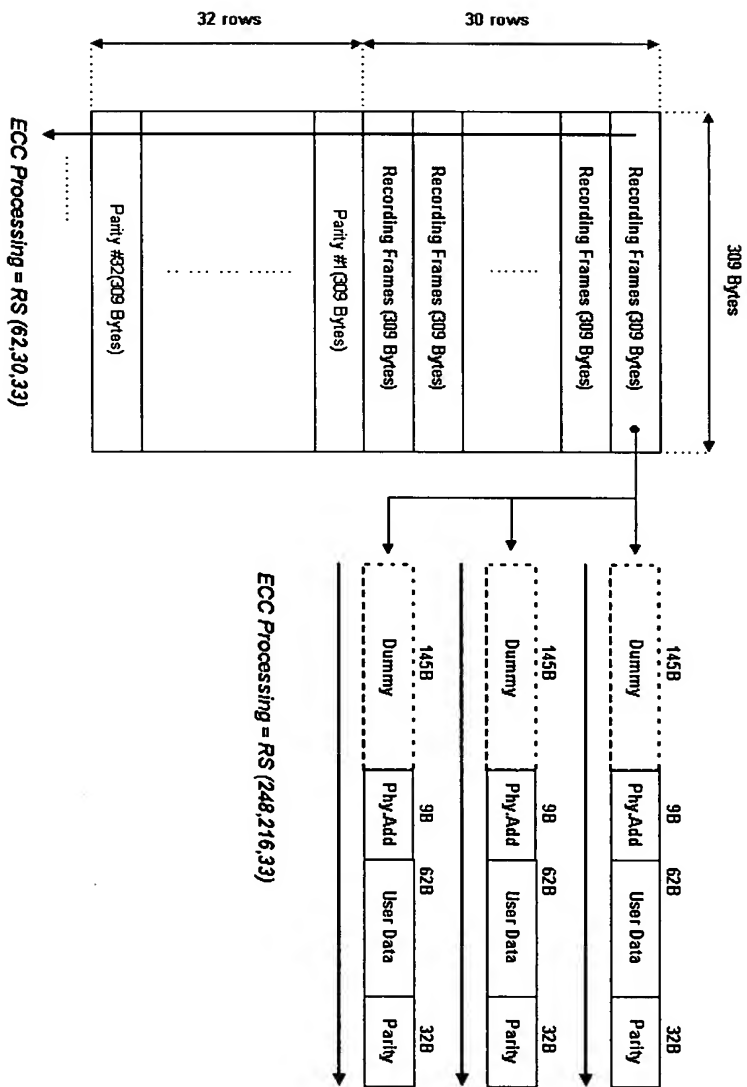 309 Bytes
30 rows
32 rows
Recording Frames (309 Bytes)
Recording Frames (309 Bytes)
........
Recording Frames (309 Bytes)
Recording Frames (309 Bytes)
Parity #1(309 Bytes)
... ... ... ........
Parity #32(309 Bytes)
........
ECC Processing = RS (62,30,33)
145B 9B 62B 32B
Dummy Phy.Add User Data Parity
145B 9B 62B 32B
Dummy Phy.Add User Data Parity
145B 9B 62B 32B
Dummy Phy.Add User Data Parity
ECC Processing = RS (248,216,33)